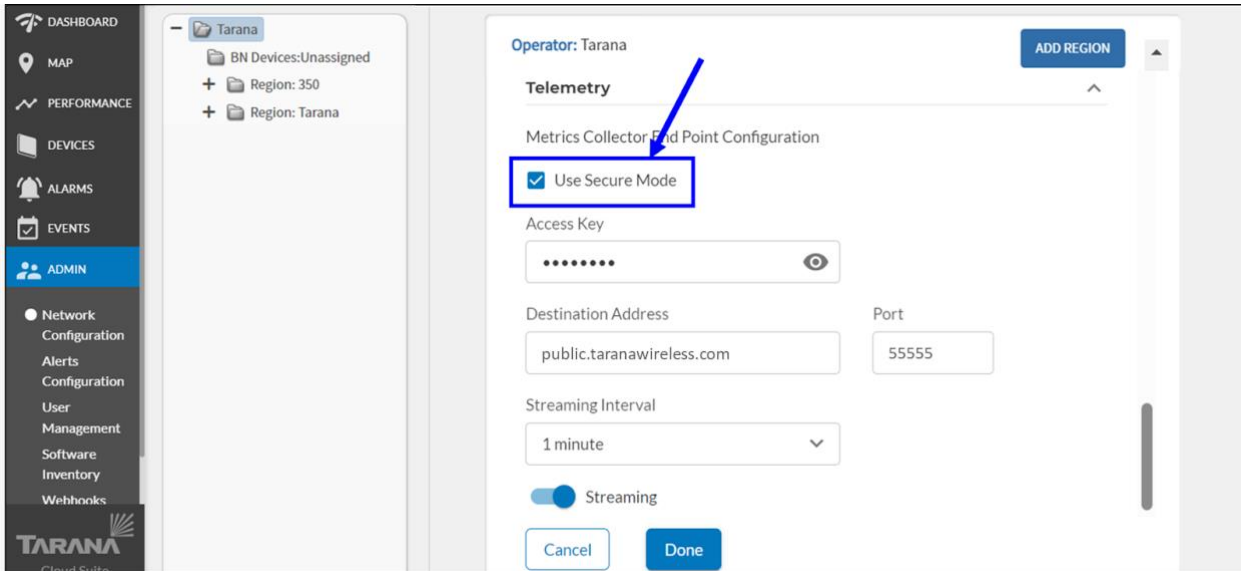 DASHBOARD
MAP
PERFORMANCE
DEVICES
ALARMS
EVENTS
ADMIN
Network
Configuration
Alerts
Configuration
User
Management
Software
Inventory
Webhooks
TARANA
Cloud Suite
Tarana
BN Devices:Unassigned
Region: 350
Region: Tarana
Operator: Tarana
ADD REGION
Telemetry
Metrics Collector End Point Configuration
Use Secure Mode
Access Key
••••••••
Destination Address
Port
public.taranawireless.com
55555
Streaming Interval
1 minute
Streaming
Cancel
Done